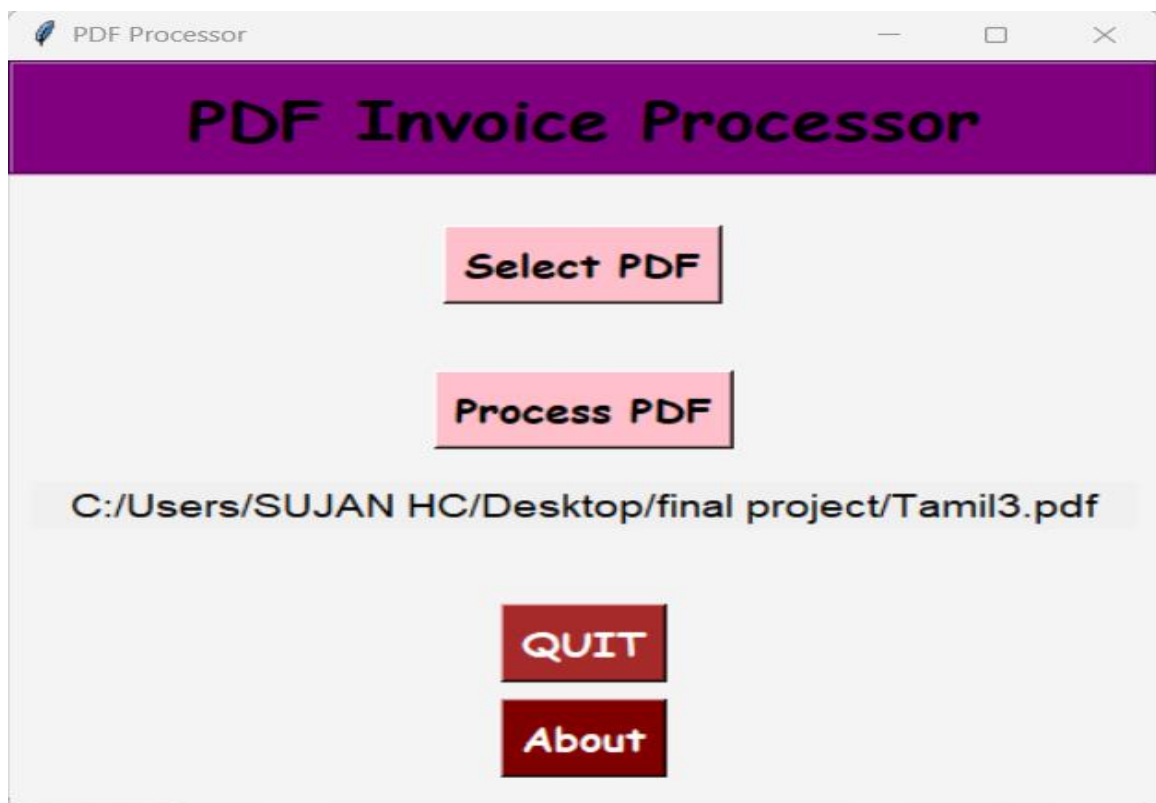 PDF Processor
PDF Invoice Processor
Select PDF
Process PDF
C:/Users/SUJAN HC/Desktop/final project/Tamil3.pdf
QUIT
About